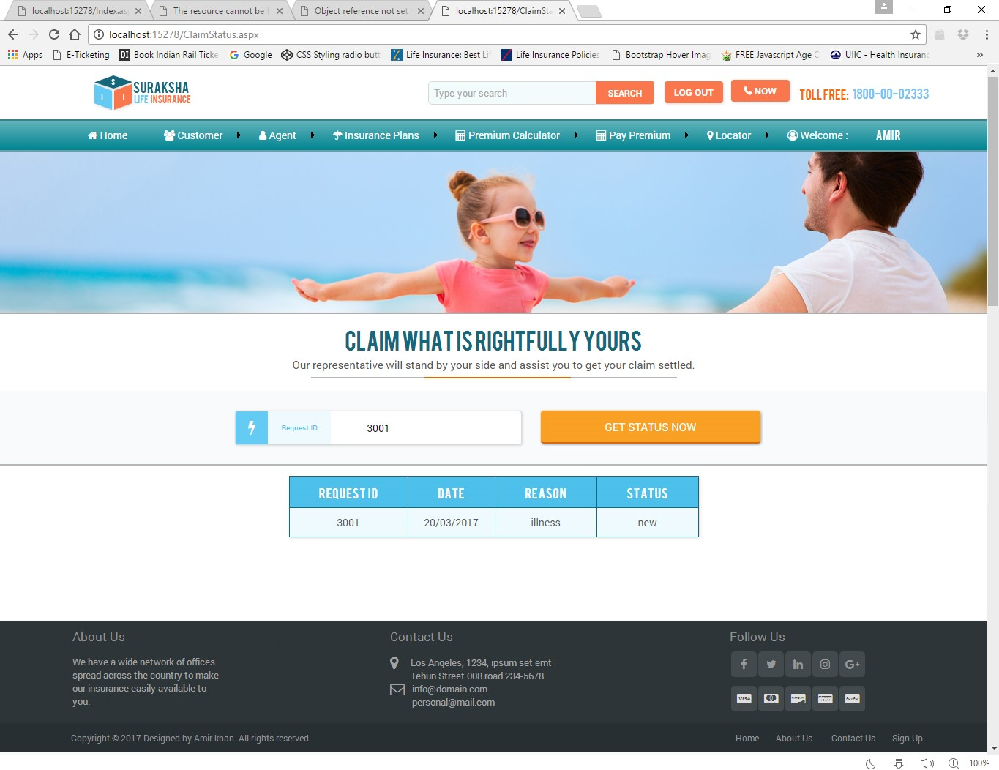 localhost:15278/Index.as
The resource cannot be f
Object reference not set
localhost:15278/ClaimSta
localhost:15278/ClaimStatus.aspx
Apps
E-Ticketing
DI
Book Indian Rail Ticke
Google
CSS Styling radio butt
Life Insurance: Best Li
Life Insurance Policies
Bootstrap Hover Imag
FREE Javascript Age C
UIIC - Health Insuranc
»
S
L I
SURAKSHA
LIFE INSURANCE
Type your search
SEARCH
LOG OUT
NOW
TOLL FREE: 1800-00-02333
Home
Customer
Agent
Insurance Plans
Premium Calculator
Pay Premium
Locator
Welcome :
AMIR
CLAIM WHAT IS RIGHTFULLY YOURS
Our representative will stand by your side and assist you to get your claim settled.
Request ID
3001
GET STATUS NOW
REQUEST ID DATE REASON STATUS
3001 20/03/2017 illness new
About Us
We have a wide network of offices
spread across the country to make
our insurance easily available to
you.
Contact Us
Los Angeles, 1234, ipsum set emt
Tehun Street 008 road 234-5678
info@domain.com
personal@mail.com
Follow Us
G+
VISA
PayPal
Copyright © 2017 Designed by Amir khan. All rights reserved.
Home
About Us
Contact Us
Sign Up
100%